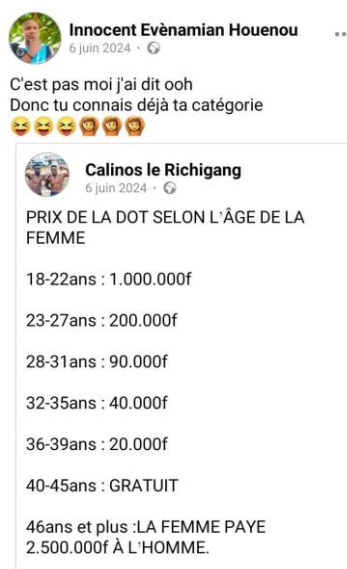 Innocent Evènamian Houenou
6 juin 2024 ·
C'est pas moi j'ai dit ooh
Donc tu connais déjà ta catégorie
😆😆😆🙆🙆🙆
Calinos le Richigang
6 juin 2024 ·
PRIX DE LA DOT SELON L'ÂGE DE LA
FEMME
18-22ans : 1.000.000f
23-27ans : 200.000f
28-31ans : 90.000f
32-35ans : 40.000f
36-39ans : 20.000f
40-45ans : GRATUIT
46ans et plus :LA FEMME PAYE
2.500.000f À L'HOMME.